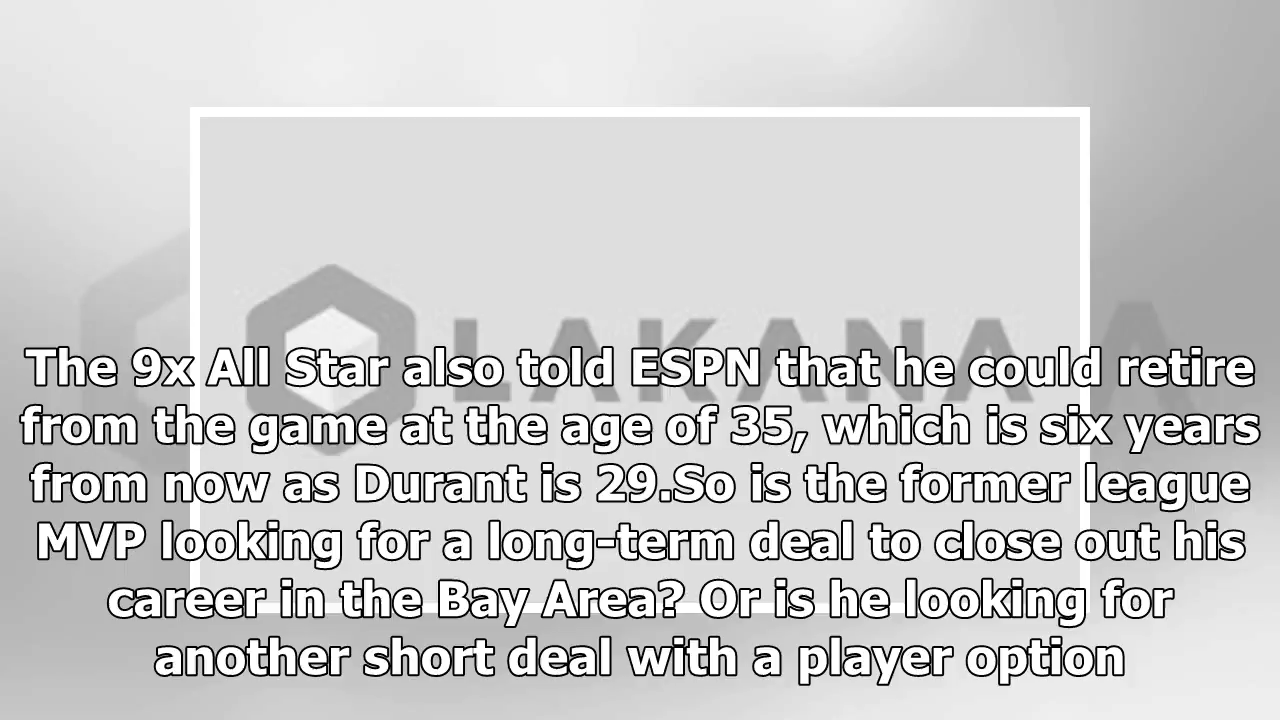 LAKANA
The 9x All Star also told ESPN that he could retire
from the game at the age of 35, which is six years
from now as Durant is 29.So is the former league
MVP looking for a long-term deal to close out his
career in the Bay Area? Or is he looking for
another short deal with a player option